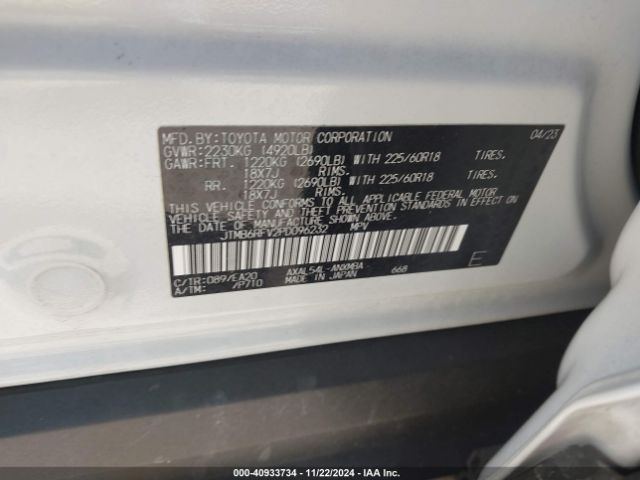 MFD. BY: TOYOTA MOTOR CORPORATION 04/23
GVWR: 2230KG (4920LB)
GAWR: FRT. 1220KG (2690LB) WITH 225/60R18 TIRES.
18X7J RIMS.
RR. 1220KG (2690LB) WITH 225/60R18 TIRES.
18X7J RIMS.
THIS VEHICLE CONFORMS TO ALL APPLICABLE FEDERAL MOTOR
VEHICLE SAFETY AND THEFT PREVENTION STANDARDS IN EFFECT ON
THE DATE OF MANUFACTURE SHOWN ABOVE.
JTMB6RFV2PD096232 MPV
C/TR: 089/EA20 AXAL54L-ANXMBA 668 E
A/TM: /P710 MADE IN JAPAN
000-40933734 - 11/22/2024 - IAA Inc.